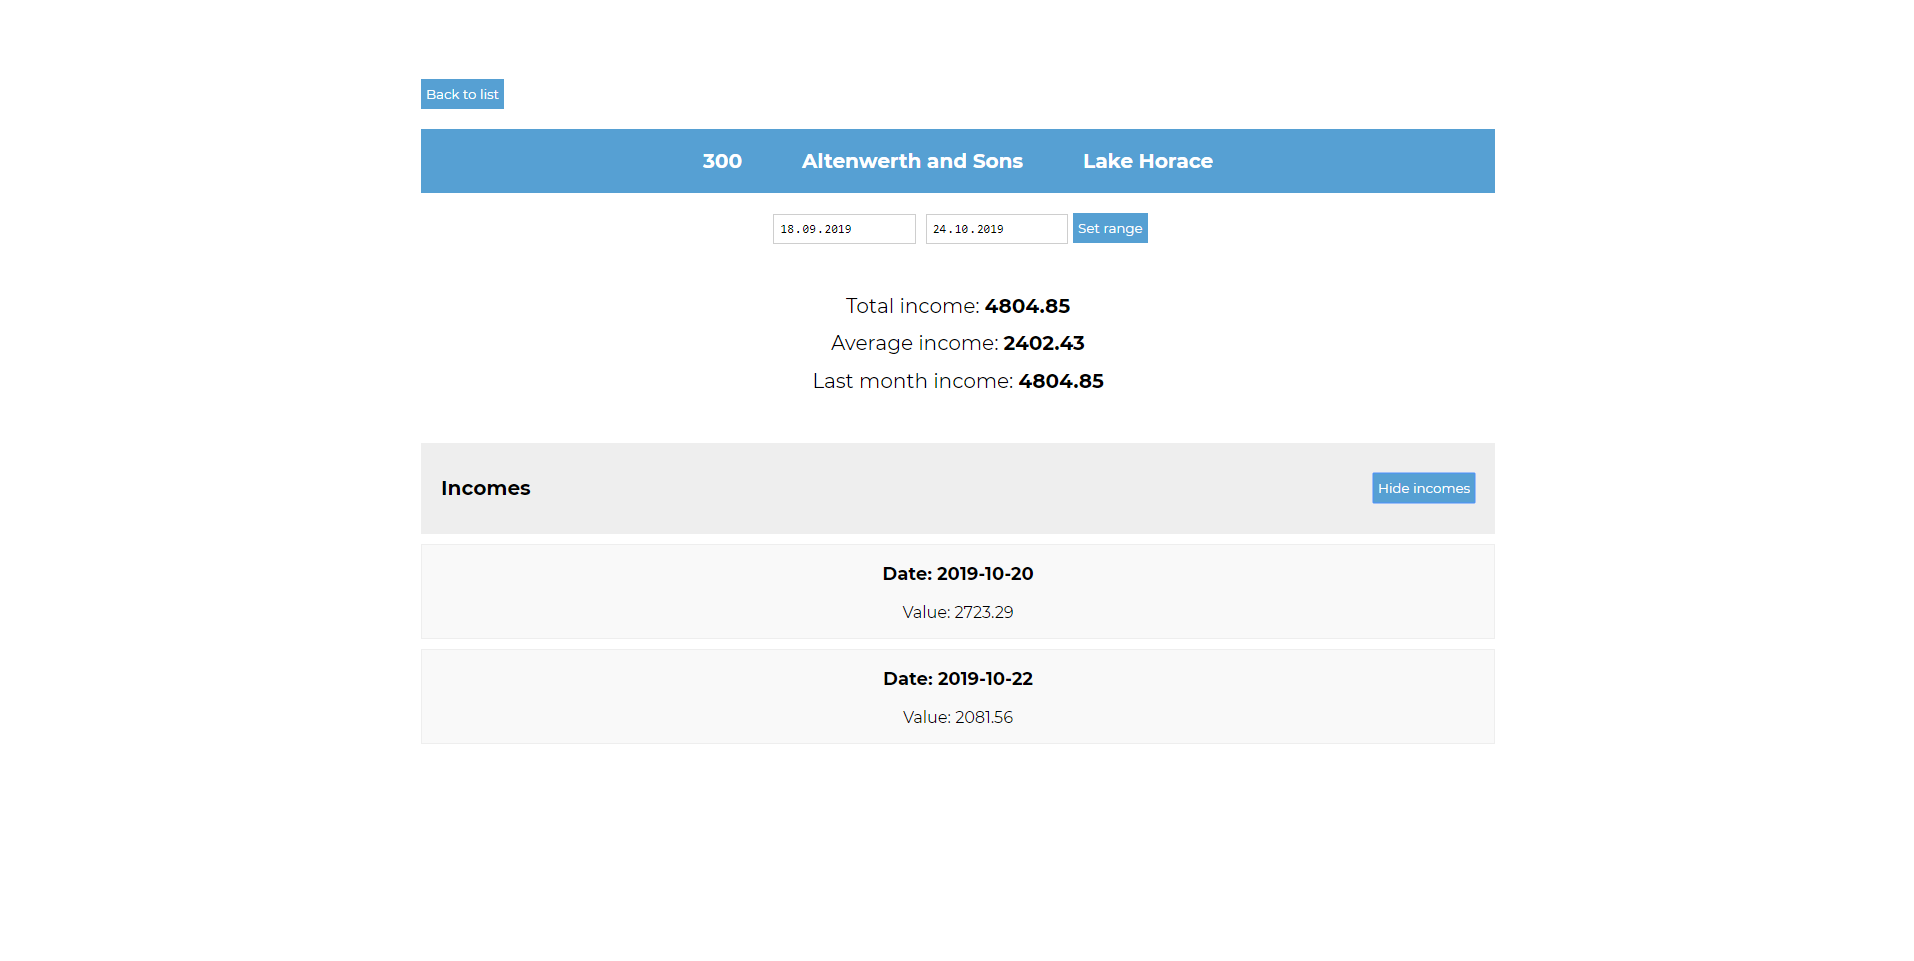 Back to list
300 Altenwerth and Sons Lake Horace
18.09.2019 24.10.2019 Set range
Total income: 4804.85
Average income: 2402.43
Last month income: 4804.85
Incomes Hide incomes
Date: 2019-10-20
Value: 2723.29
Date: 2019-10-22
Value: 2081.56